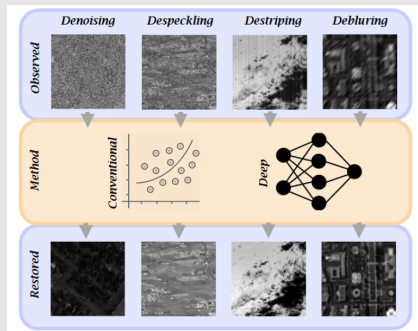 Denoising Despeckling Destriping Debluring
Observed
Method
Conventional
Deep
Restored